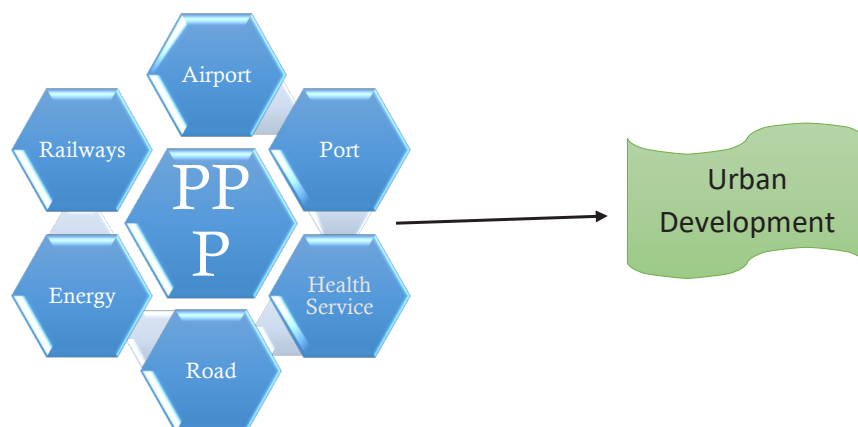 Airport
Railways
Port
PP
P
Energy
Health
Service
Road
Urban
Development